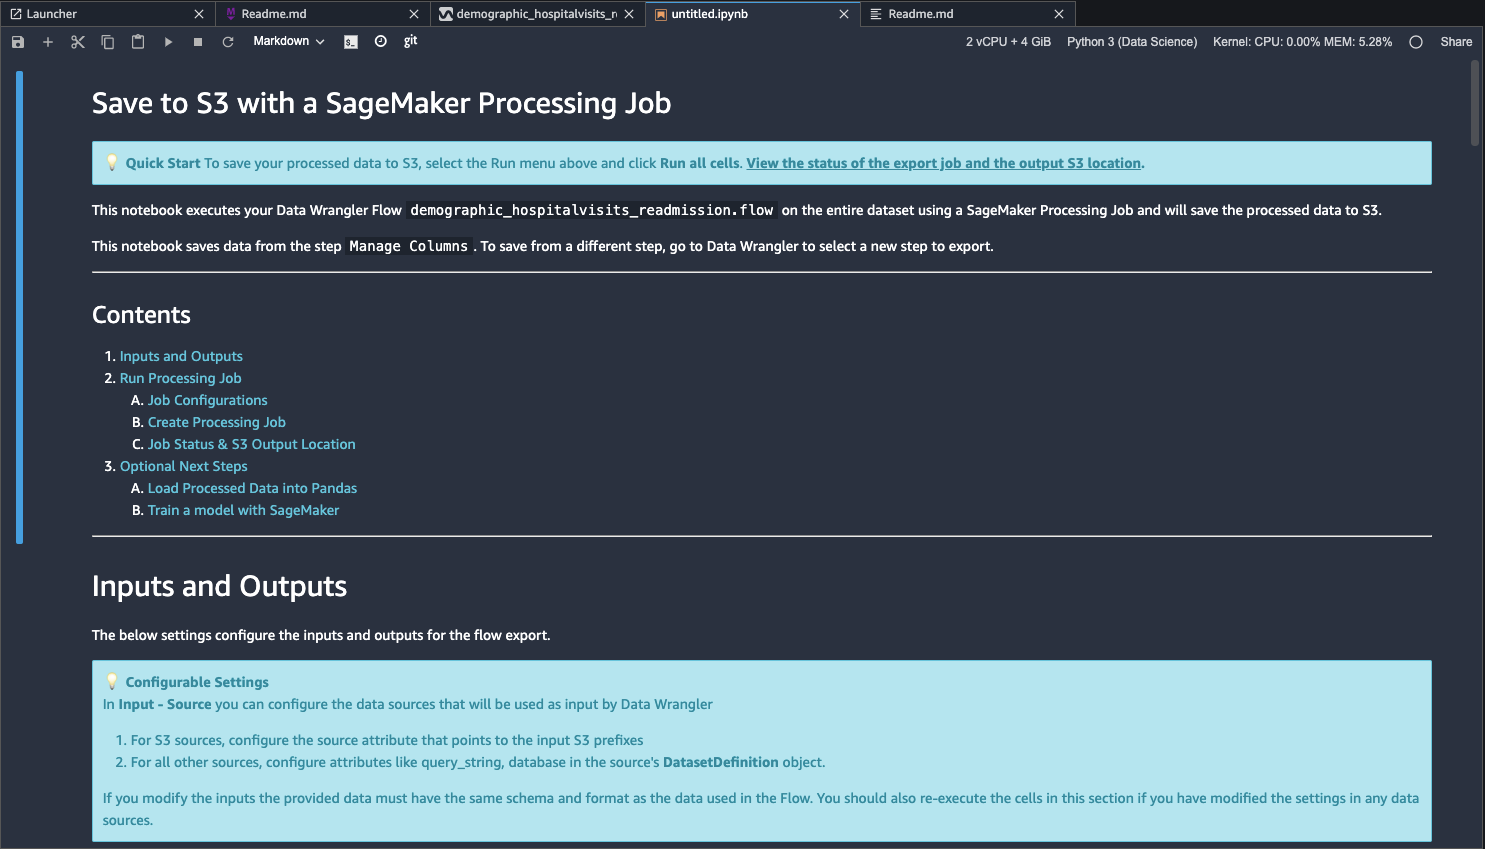 Launcher
Readme.md
demographic_hospitalvisits_r
untitled.ipynb
Readme.md
Markdown
git
2 vCPU + 4 GiB
Python 3 (Data Science)
Kernel: CPU: 0.00% MEM: 5.28%
Share
Save to S3 with a SageMaker Processing Job
Quick Start To save your processed data to S3, select the Run menu above and click Run all cells. View the status of the export job and the output S3 location.
This notebook executes your Data Wrangler Flow demographic_hospitalvisits_readmission.flow on the entire dataset using a SageMaker Processing Job and will save the processed data to S3.
This notebook saves data from the step Manage Columns. To save from a different step, go to Data Wrangler to select a new step to export.
Contents
1. Inputs and Outputs
2. Run Processing Job
A. Job Configurations
B. Create Processing Job
C. Job Status & S3 Output Location
3. Optional Next Steps
A. Load Processed Data into Pandas
B. Train a model with SageMaker
Inputs and Outputs
The below settings configure the inputs and outputs for the flow export.
Configurable Settings
In Input - Source you can configure the data sources that will be used as input by Data Wrangler
1. For S3 sources, configure the source attribute that points to the input S3 prefixes
2. For all other sources, configure attributes like query_string, database in the source's DatasetDefinition object.
If you modify the inputs the provided data must have the same schema and format as the data used in the Flow. You should also re-execute the cells in this section if you have modified the settings in any data
sources.